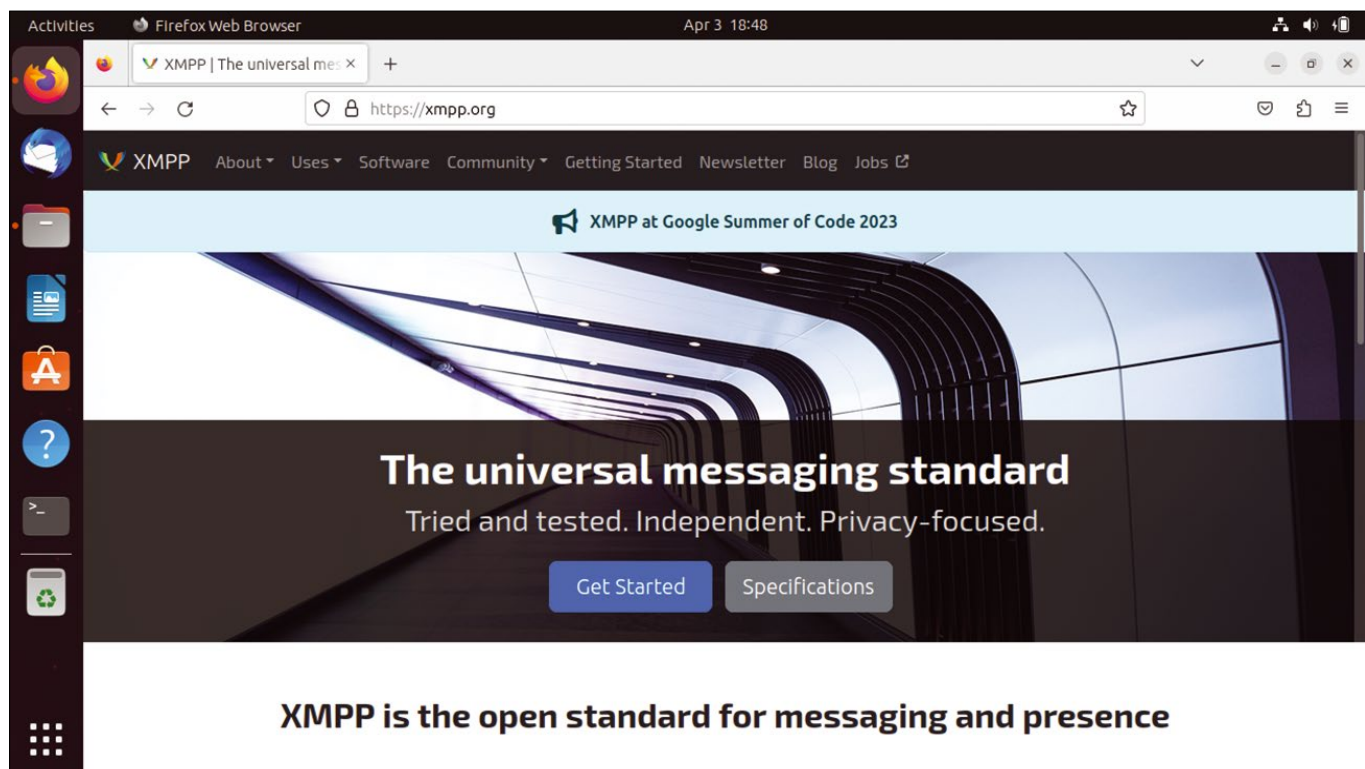 Activities Firefox Web Browser Apr 3 18:48
XMPP | The universal mes
https://xmpp.org
XMPP About Uses Software Community Getting Started Newsletter Blog Jobs
XMPP at Google Summer of Code 2023
The universal messaging standard
Tried and tested. Independent. Privacy-focused.
Get Started Specifications
XMPP is the open standard for messaging and presence